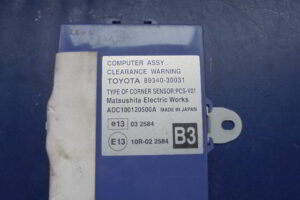 COMPUTER ASSY
CLEARANCE WARNING
TOYOTA 89340-30031
TYPE OF CORNER SENSOR:PCS-V01
Matsushita Electric Works
ADC100120500A MADE IN JAPAN
e13 03 2584
E13 10R-02 2584
B3